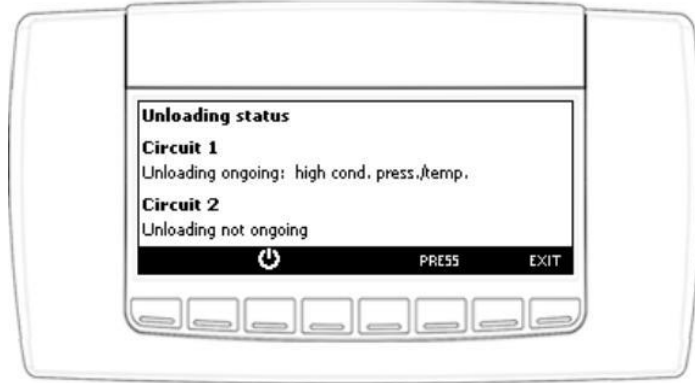 Unloading status
Circuit 1
Unloading ongoing: high cond. press./temp.
Circuit 2
Unloading not ongoing
PRESS EXIT